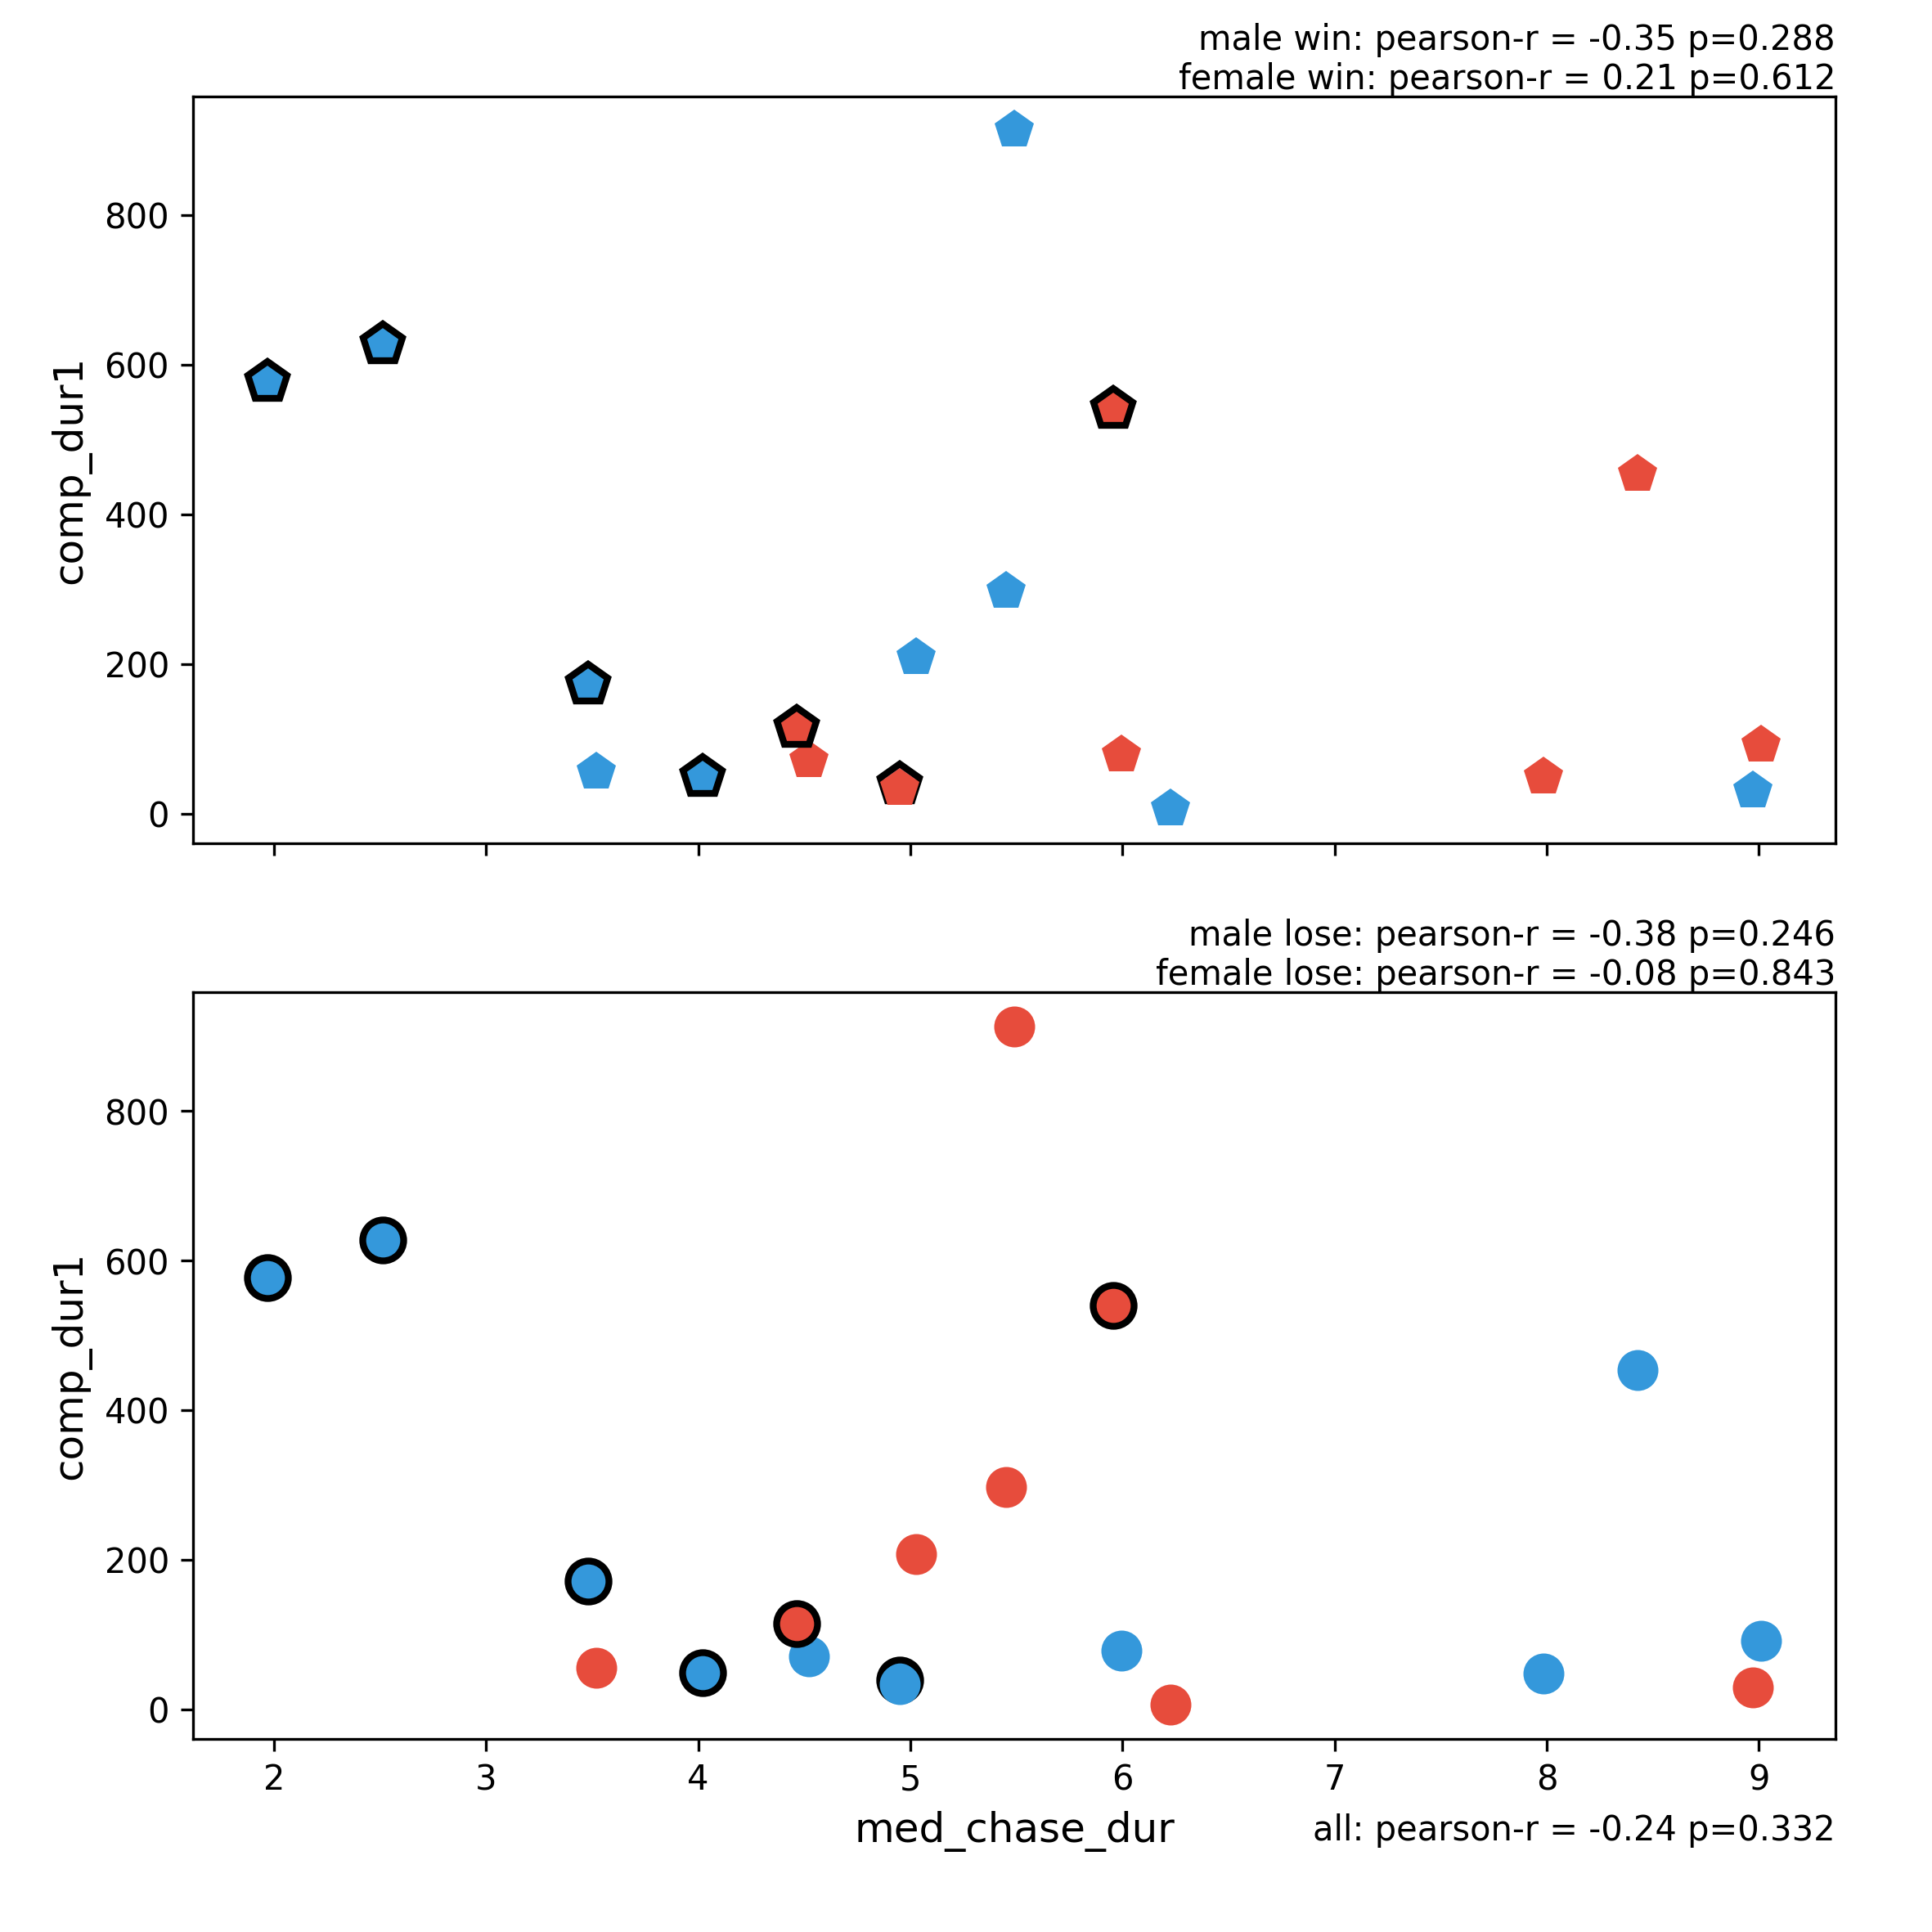 male win: pearson-r = -0.35 p=0.288
female win: pearson-r = 0.21 p=0.612
800
600
400
200
0
comp_dur1
male lose: pearson-r = -0.38 p=0.246
female lose: pearson-r = -0.08 p=0.843
800
600
400
200
0
comp_dur1
2 3 4 5 6 7 8 9
med_chase_dur
all: pearson-r = -0.24 p=0.332